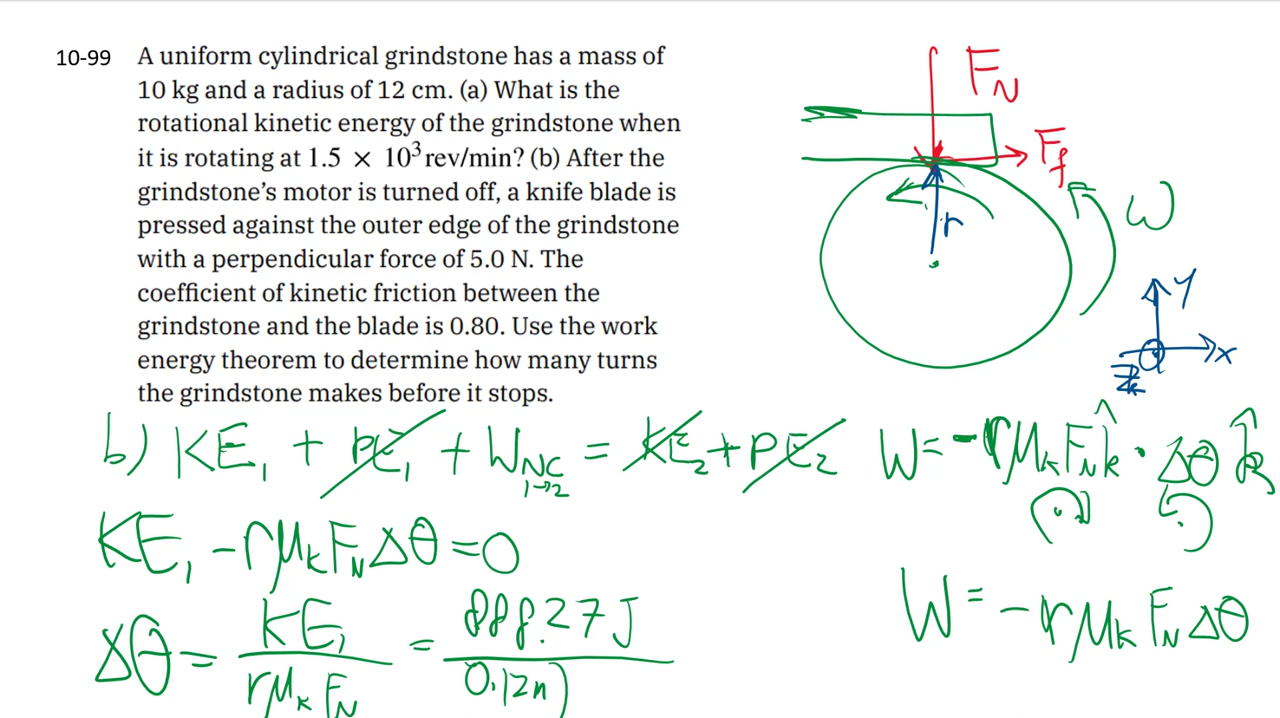 10-99 A uniform cylindrical grindstone has a mass of
10 kg and a radius of 12 cm. (a) What is the
rotational kinetic energy of the grindstone when
it is rotating at 1.5 × 10³ rev/min? (b) After the
grindstone's motor is turned off, a knife blade is
pressed against the outer edge of the grindstone
with a perpendicular force of 5.0 N. The
coefficient of kinetic friction between the
grindstone and the blade is 0.80. Use the work
energy theorem to determine how many turns
the grindstone makes before it stops.
F_N
F_f
r
ω
Y
X
Z
b) KE₁ + PE₁ + W_NC 1→2 = KE₂ + PE₂
W = -rμ_k F_N k̂ · Δθ k̂
KE₁ - rμ_k F_N Δθ = 0
W = -rμ_k F_N Δθ
Δθ = KE₁ / rμ_k F_N = 888.27 J / 0.12m)